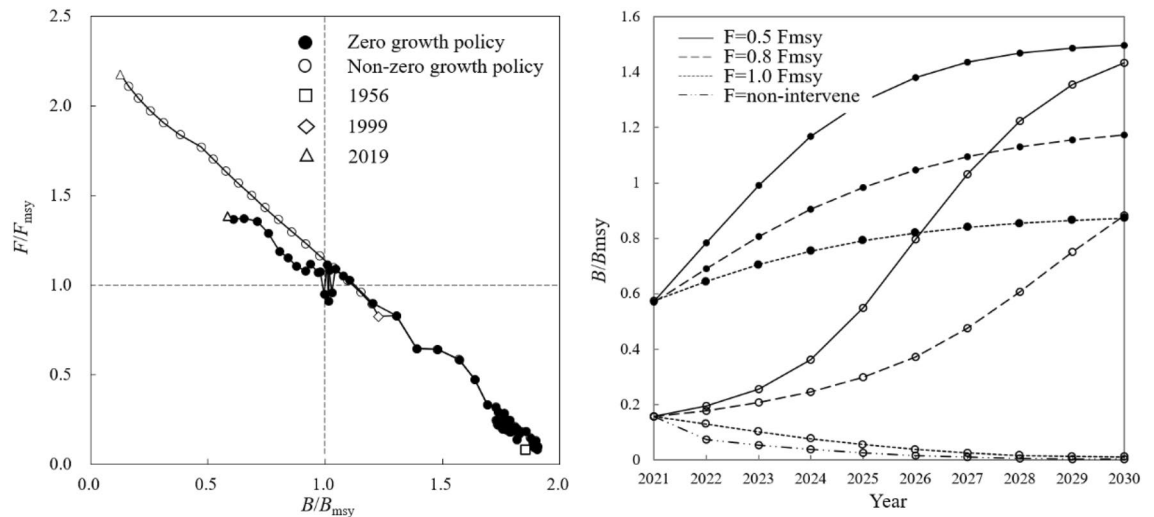 2.5
2.0
1.5
1.0
0.5
0.0
F/Fmsy
Zero growth policy
Non-zero growth policy
1956
1999
2019
0.0 0.5 1.0 1.5 2.0
B/Bmsy
1.6
1.4
1.2
1
0.8
0.6
0.4
0.2
0
B/Bmsy
F=0.5 Fmsy
F=0.8 Fmsy
F=1.0 Fmsy
F=non-intervene
2021 2022 2023 2024 2025 2026 2027 2028 2029 2030
Year